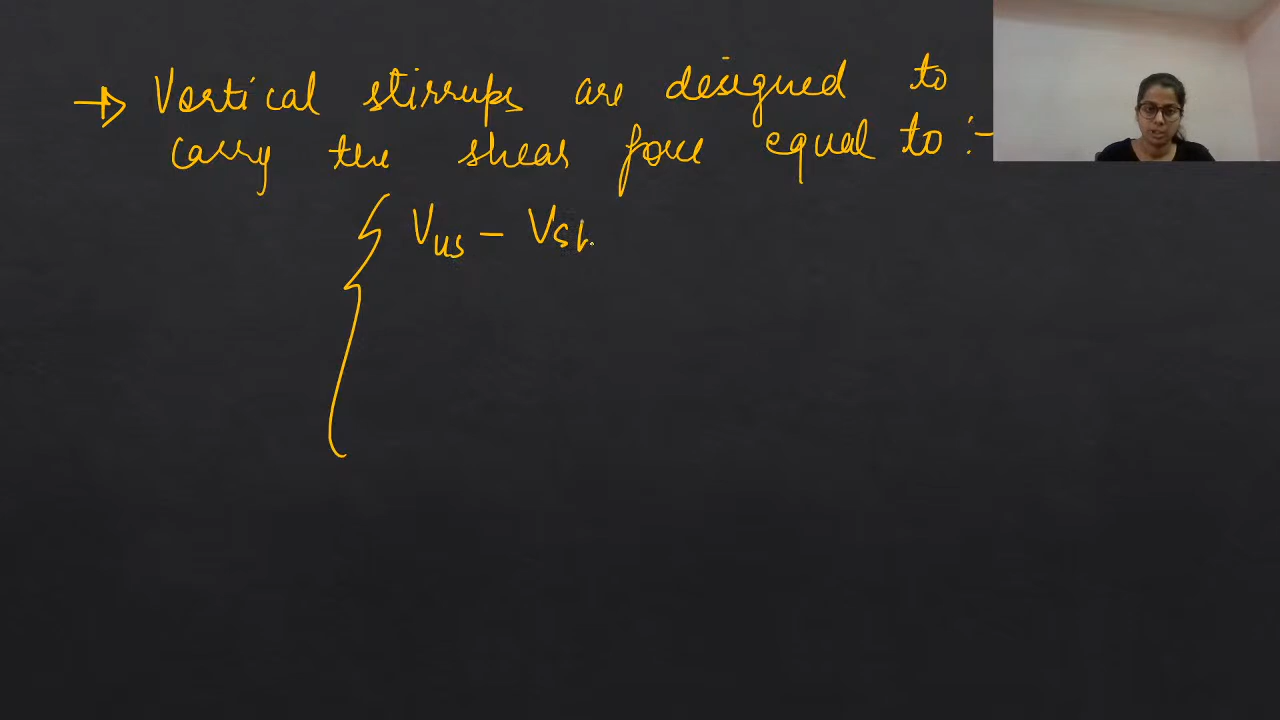 → Vertical stirrups are designed to
carry the shear force equal to :-
Vus - Vsb